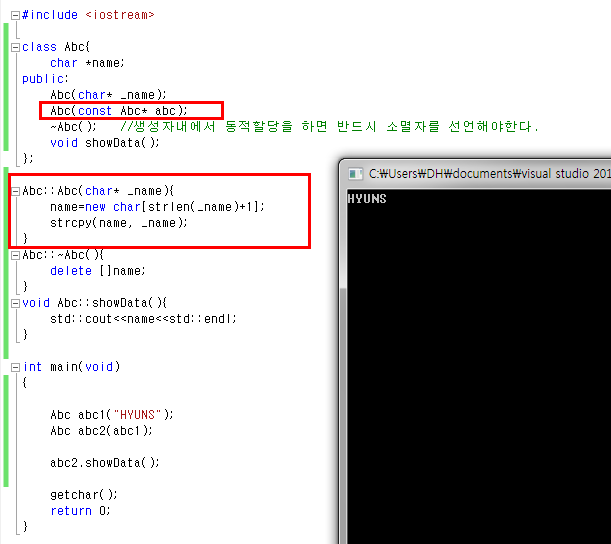 #include <iostream>
class Abc{
char *name;
public:
Abc(char* _name);
Abc(const Abc* abc);
~Abc(); //생성자내에서 동적할당을 하면 반드시 소멸자를 선언해야한다.
void showData();
};
Abc::Abc(char* _name){
name=new char[strlen(_name)+1];
strcpy(name, _name);
}
Abc::~Abc(){
delete []name;
}
void Abc::showData(){
std::cout<<name<<std::endl;
}
int main(void)
{
Abc abc1("HYUNS");
Abc abc2(abc1);
abc2.showData();
getchar();
return 0;
}
C:₩Users₩DH₩documents₩visual studio 201
HYUNS